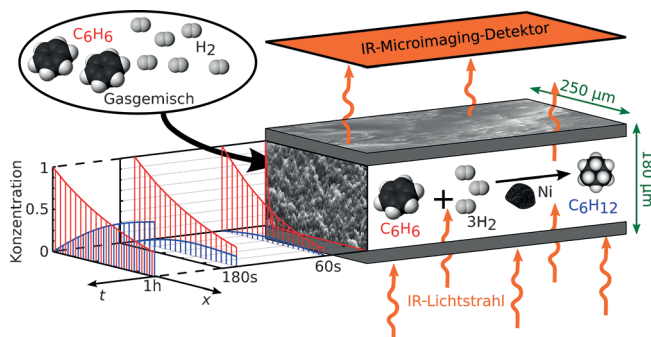 C6H6
H2
Gasgemisch
IR-Microimaging-Detektor
250 µm
180 µm
Konzentration
1
0.5
0
t
1h
x
180s
60s
C6H6
+
3H2
Ni
C6H12
IR-Lichtstrahl